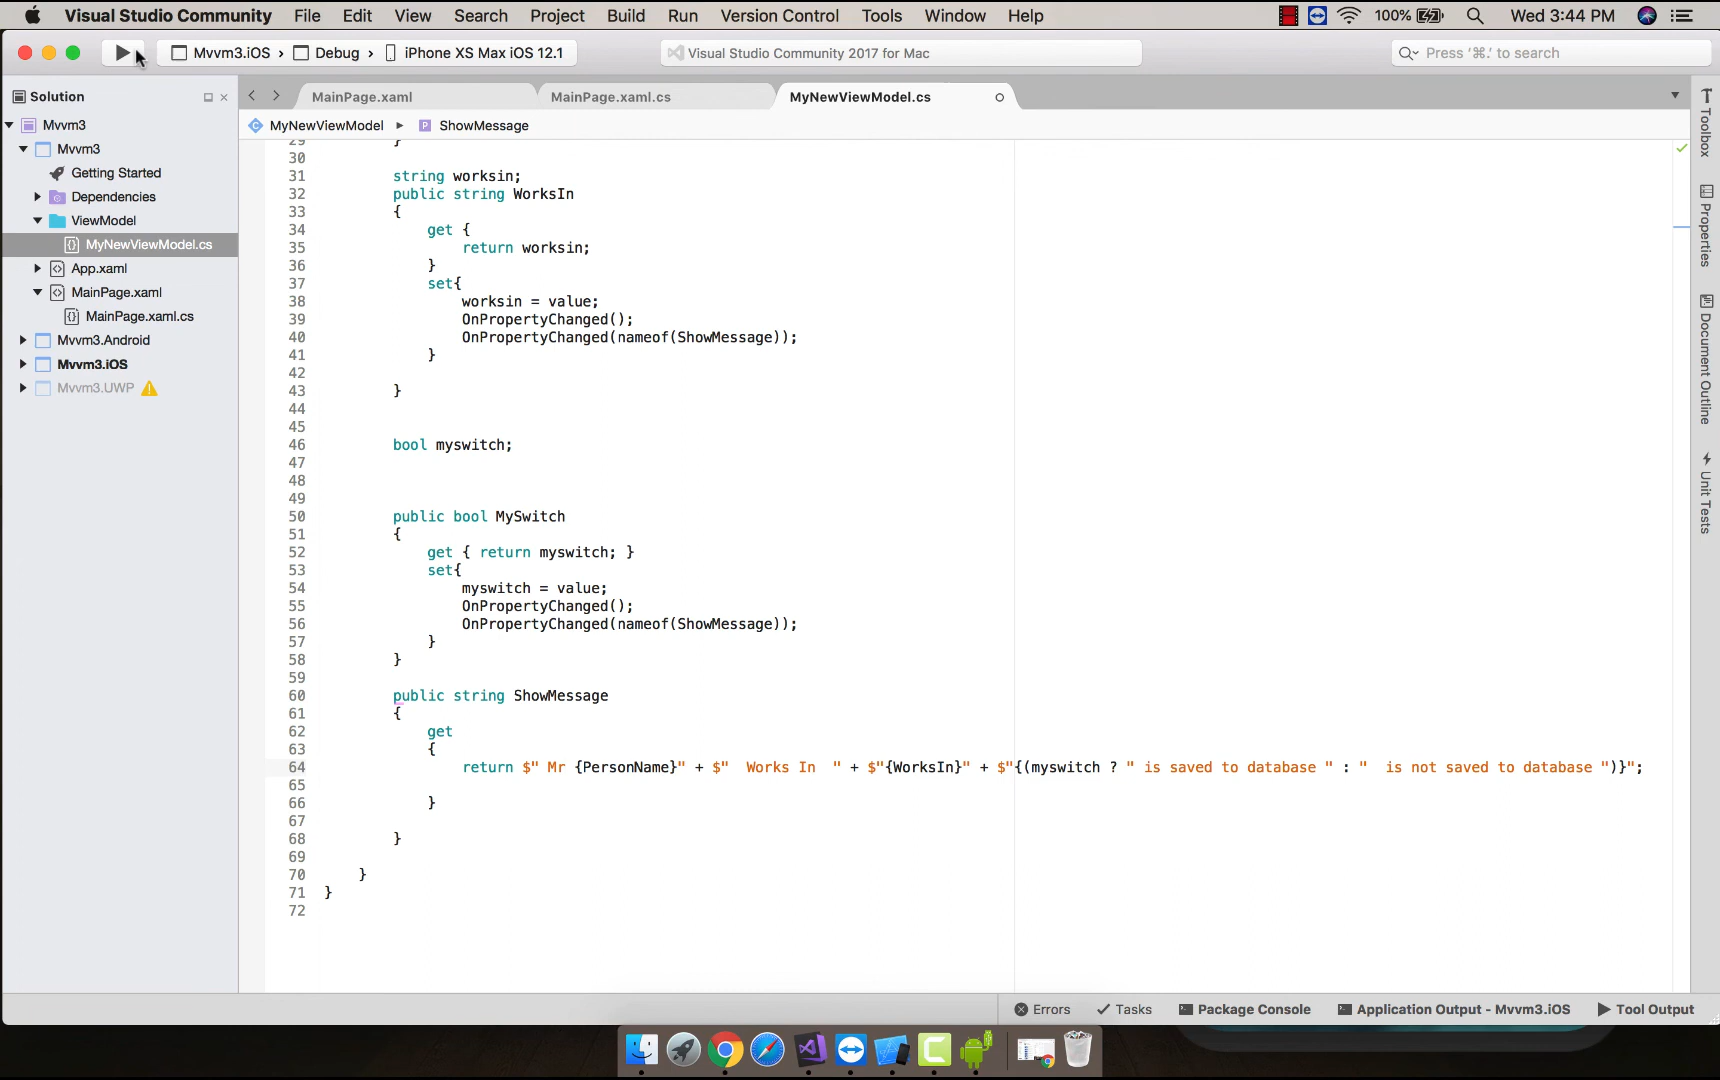 Visual Studio Community File Edit View Search Project Build Run Version Control Tools Window Help 100% Wed 3:44 PM
Mvvm3.iOS › Debug › iPhone XS Max iOS 12.1 Visual Studio Community 2017 for Mac Press ‘⌘.’ to search
Solution
Mvvm3
Mvvm3
Getting Started
Dependencies
ViewModel
MyNewViewModel.cs
App.xaml
MainPage.xaml
MainPage.xaml.cs
Mvvm3.Android
Mvvm3.iOS
Mvvm3.UWP
MainPage.xaml MainPage.xaml.cs MyNewViewModel.cs
MyNewViewModel ShowMessage
29 }
30
31 string worksin;
32 public string WorksIn
33 {
34 get {
35 return worksin;
36 }
37 set{
38 worksin = value;
39 OnPropertyChanged();
40 OnPropertyChanged(nameof(ShowMessage));
41 }
42
43 }
44
45
46 bool myswitch;
47
48
49
50 public bool MySwitch
51 {
52 get { return myswitch; }
53 set{
54 myswitch = value;
55 OnPropertyChanged();
56 OnPropertyChanged(nameof(ShowMessage));
57 }
58 }
59
60 public string ShowMessage
61 {
62 get
63 {
64 return $" Mr {PersonName}" + $"  Works In  " + $"{WorksIn}" + $"{(myswitch ? " is saved to database " : "  is not saved to database ")}";
65
66 }
67
68 }
69
70 }
71 }
72
Toolbox
Properties
Document Outline
Unit Tests
Errors Tasks Package Console Application Output - Mvvm3.iOS Tool Output